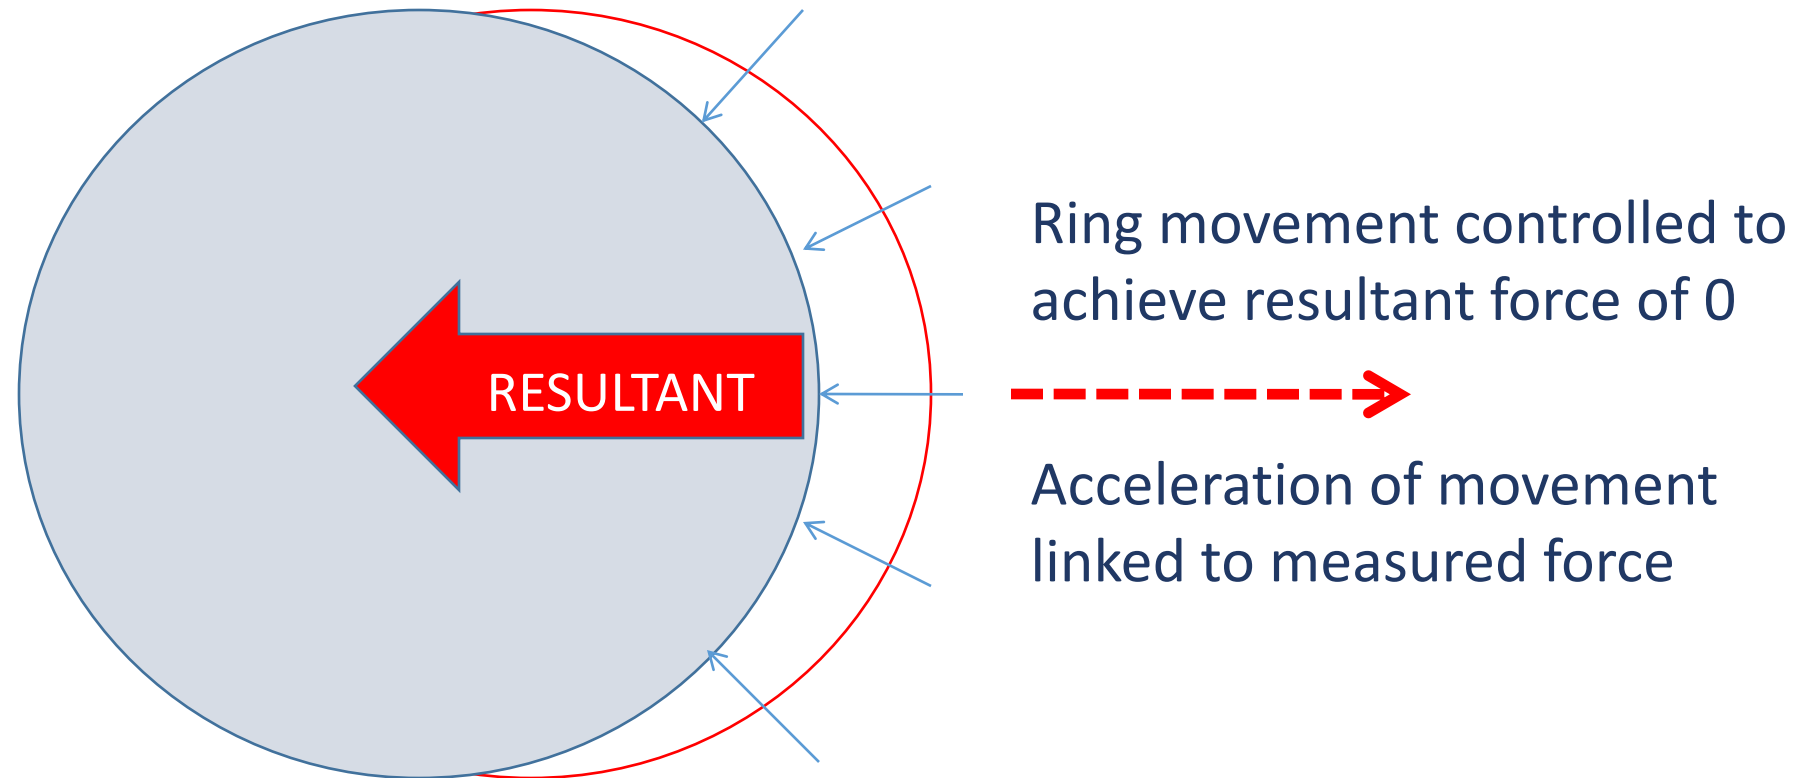 RESULTANT
Ring movement controlled to
achieve resultant force of 0
Acceleration of movement
linked to measured force